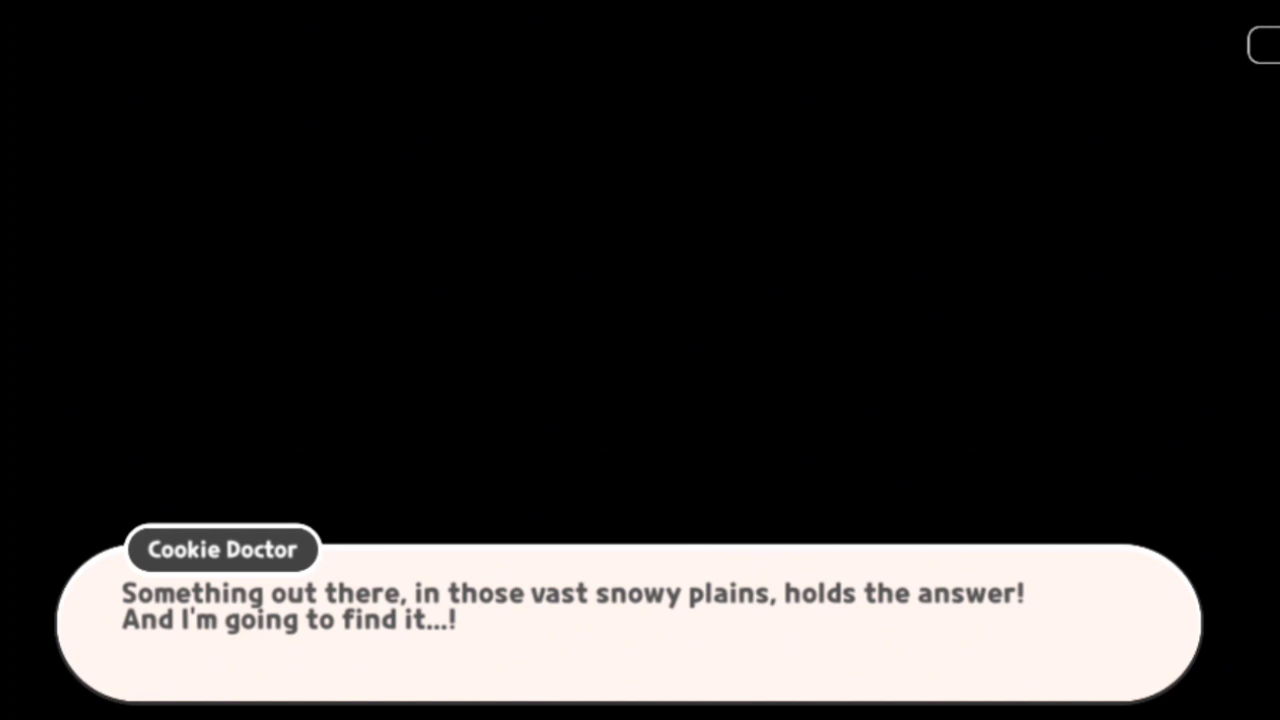 Cookie Doctor
Something out there, in those vast snowy plains, holds the answer!
And I'm going to find it...!